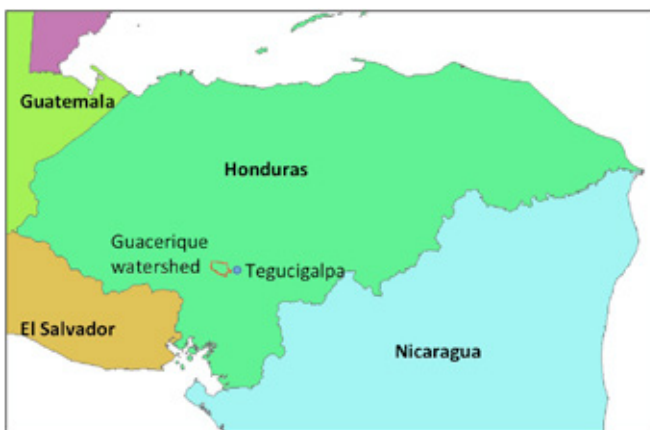 Guatemala
Honduras
Guacerique
watershed
Tegucigalpa
El Salvador
Nicaragua